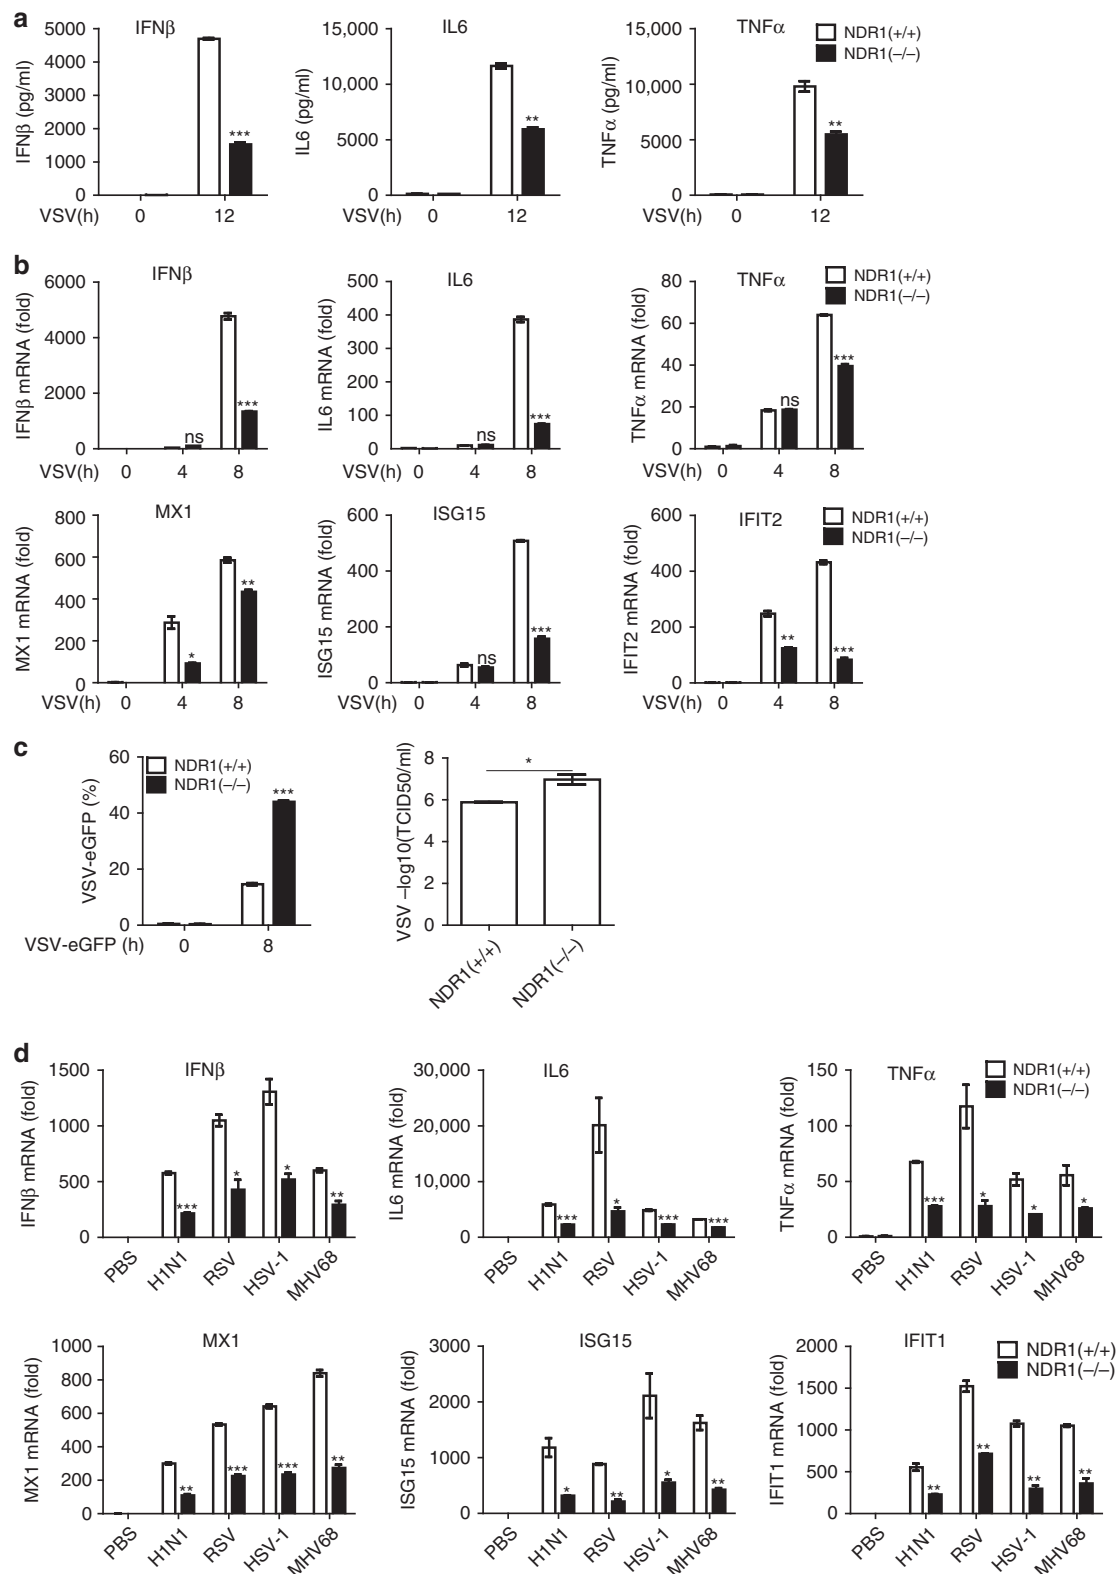 a
IFNβ
IL6
TNFα
NDR1(+/+)
NDR1(−/−)
IFNβ (pg/ml)
5000
4000
3000
2000
1000
0
***
VSV(h)
0
12
IL6 (pg/ml)
15,000
10,000
5000
0
**
VSV(h)
0
12
TNFα (pg/ml)
15,000
10,000
5000
0
**
VSV(h)
0
12
b
IFNβ
IL6
TNFα
NDR1(+/+)
NDR1(−/−)
IFNβ mRNA (fold)
6000
4000
2000
0
ns
***
VSV(h)
0
4
8
IL6 mRNA (fold)
500
400
300
200
100
0
ns
***
VSV(h)
0
4
8
TNFα mRNA (fold)
80
60
40
20
0
ns
***
VSV(h)
0
4
8
MX1
ISG15
IFIT2
NDR1(+/+)
NDR1(−/−)
MX1 mRNA (fold)
800
600
400
200
0
*
**
VSV(h)
0
4
8
ISG15 mRNA (fold)
600
400
200
0
ns
***
VSV(h)
0
4
8
IFIT2 mRNA (fold)
600
400
200
0
**
***
VSV(h)
0
4
8
c
NDR1(+/+)
NDR1(−/−)
VSV-eGFP (%)
60
40
20
0
***
VSV-eGFP (h)
0
8
VSV −log10(TCID50/ml)
8
6
4
2
0
*
NDR1(+/+)
NDR1(−/−)
d
IFNβ
IL6
TNFα
NDR1(+/+)
NDR1(−/−)
IFNβ mRNA (fold)
1500
1000
500
0
***
*
*
**
PBS
H1N1
RSV
HSV-1
MHV68
IL6 mRNA (fold)
30,000
20,000
10,000
0
***
*
***
***
PBS
H1N1
RSV
HSV-1
MHV68
TNFα mRNA (fold)
150
100
50
0
***
*
*
*
PBS
H1N1
RSV
HSV-1
MHV68
MX1
ISG15
IFIT1
NDR1(+/+)
NDR1(−/−)
MX1 mRNA (fold)
1000
800
600
400
200
0
**
***
***
**
PBS
H1N1
RSV
HSV-1
MHV68
ISG15 mRNA (fold)
3000
2000
1000
0
*
**
*
**
PBS
H1N1
RSV
HSV-1
MHV68
IFIT1 mRNA (fold)
2000
1500
1000
500
0
**
**
**
**
PBS
H1N1
RSV
HSV-1
MHV68